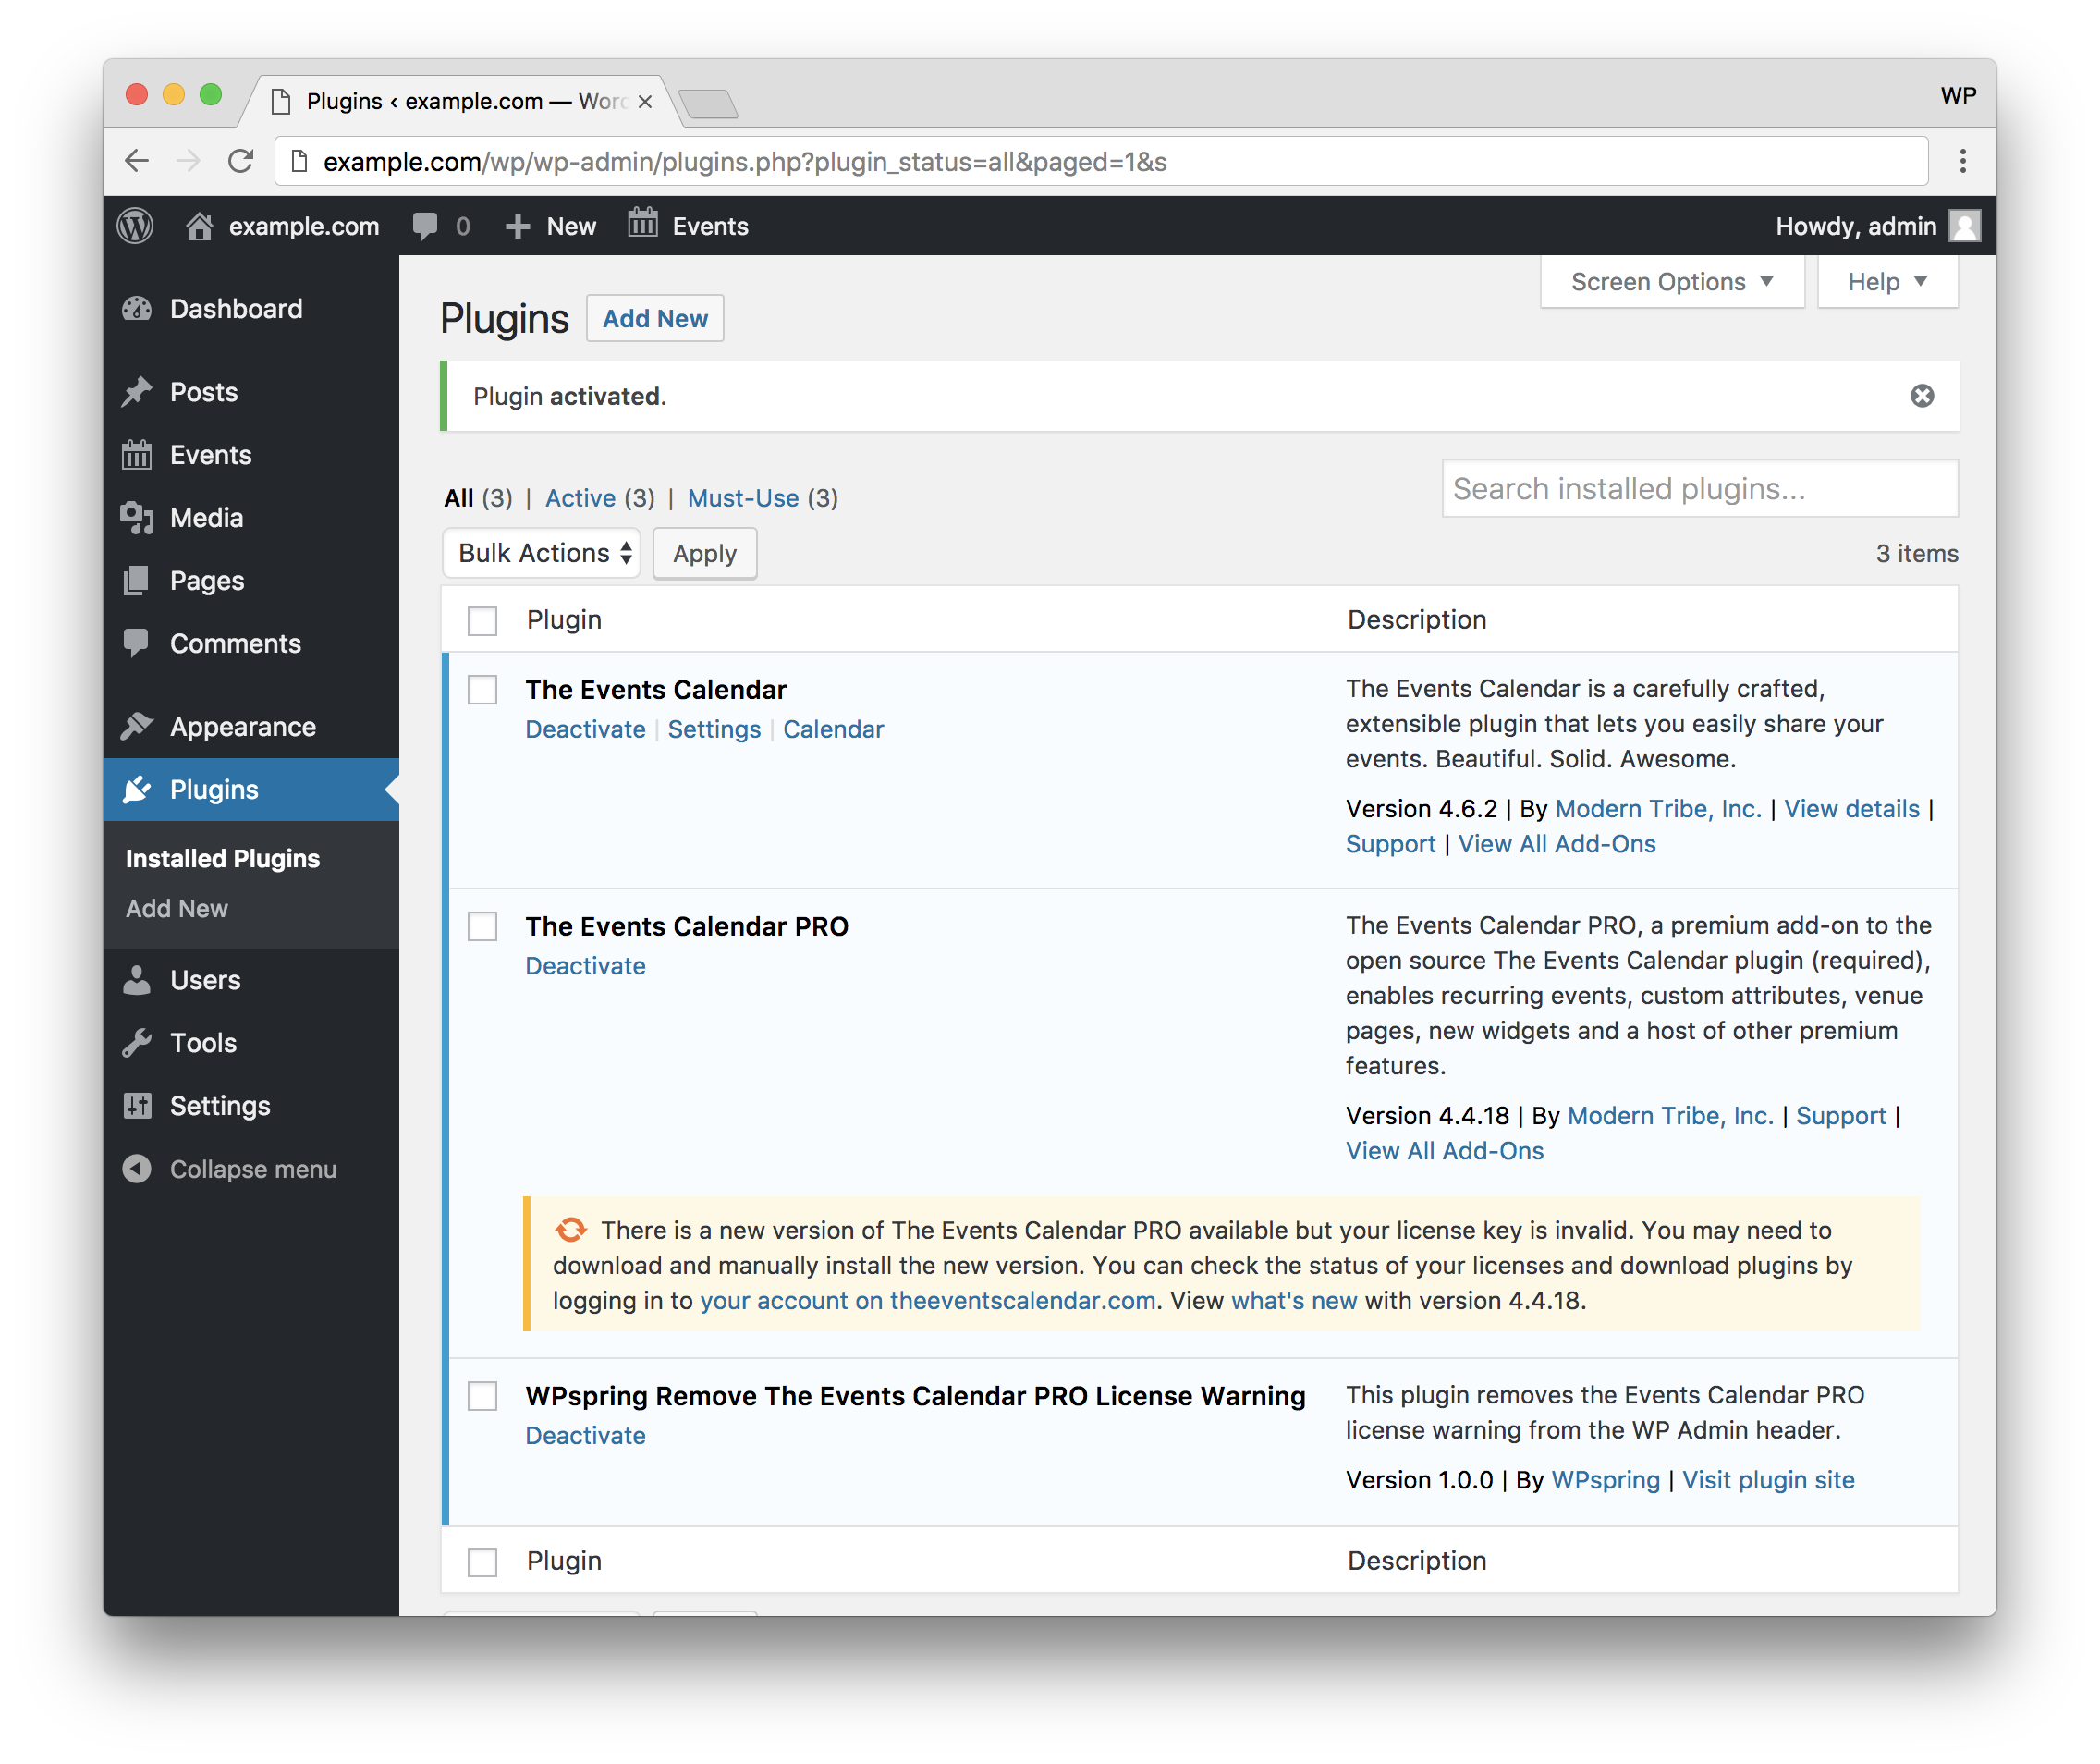 Plugins ‹ example.com — Word
WP
example.com/wp/wp-admin/plugins.php?plugin_status=all&paged=1&s
example.com 0 New Events Howdy, admin
Screen Options Help
Dashboard
Posts
Events
Media
Pages
Comments
Appearance
Plugins
Installed Plugins
Add New
Users
Tools
Settings
Collapse menu
Plugins Add New
Plugin activated.
All (3) | Active (3) | Must-Use (3)
Search installed plugins...
Bulk Actions Apply
3 items
Plugin Description
The Events Calendar
Deactivate | Settings | Calendar
The Events Calendar is a carefully crafted,
extensible plugin that lets you easily share your
events. Beautiful. Solid. Awesome.
Version 4.6.2 | By Modern Tribe, Inc. | View details |
Support | View All Add-Ons
The Events Calendar PRO
Deactivate
The Events Calendar PRO, a premium add-on to the
open source The Events Calendar plugin (required),
enables recurring events, custom attributes, venue
pages, new widgets and a host of other premium
features.
Version 4.4.18 | By Modern Tribe, Inc. | Support |
View All Add-Ons
There is a new version of The Events Calendar PRO available but your license key is invalid. You may need to
download and manually install the new version. You can check the status of your licenses and download plugins by
logging in to your account on theeventscalendar.com. View what's new with version 4.4.18.
WPspring Remove The Events Calendar PRO License Warning
Deactivate
This plugin removes the Events Calendar PRO
license warning from the WP Admin header.
Version 1.0.0 | By WPspring | Visit plugin site
Plugin Description